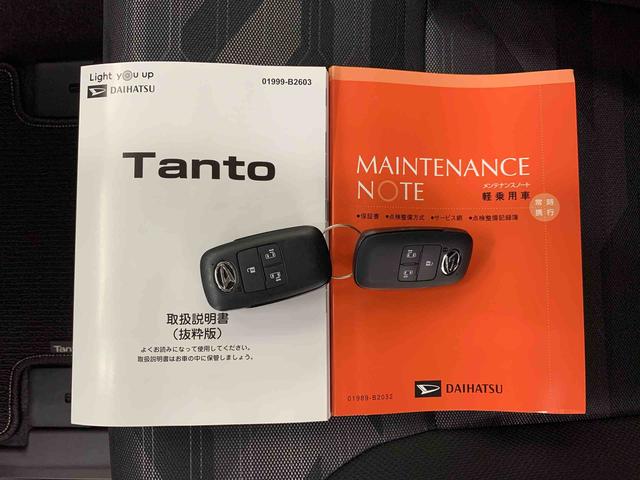 Light you up
DAIHATSU
01999-B2603
Tanto
取扱説明書
（抜粋版）
よくお読みになって使用してください。
取扱説明書はお車の中に保管しましょう。
MAINTENANCE
NOTE
メンテナンスノート
軽乗用車
常時
携行
●保証書 ●点検整備方式 ●サービス網 ●点検整備記録簿
01989-B2032
DAIHATSU
Tanto